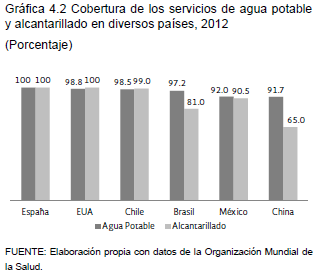 Gráfica 4.2 Cobertura de los servicios de agua potable
y alcantarillado en diversos países, 2012
(Porcentaje)
100 100 98.8 100 98.5 99.0 97.2 81.0 92.0 90.5 91.7 65.0
España EUA Chile Brasil México China
Agua Potable Alcantarillado
FUENTE: Elaboración propia con datos de la Organización Mundial de
la Salud.